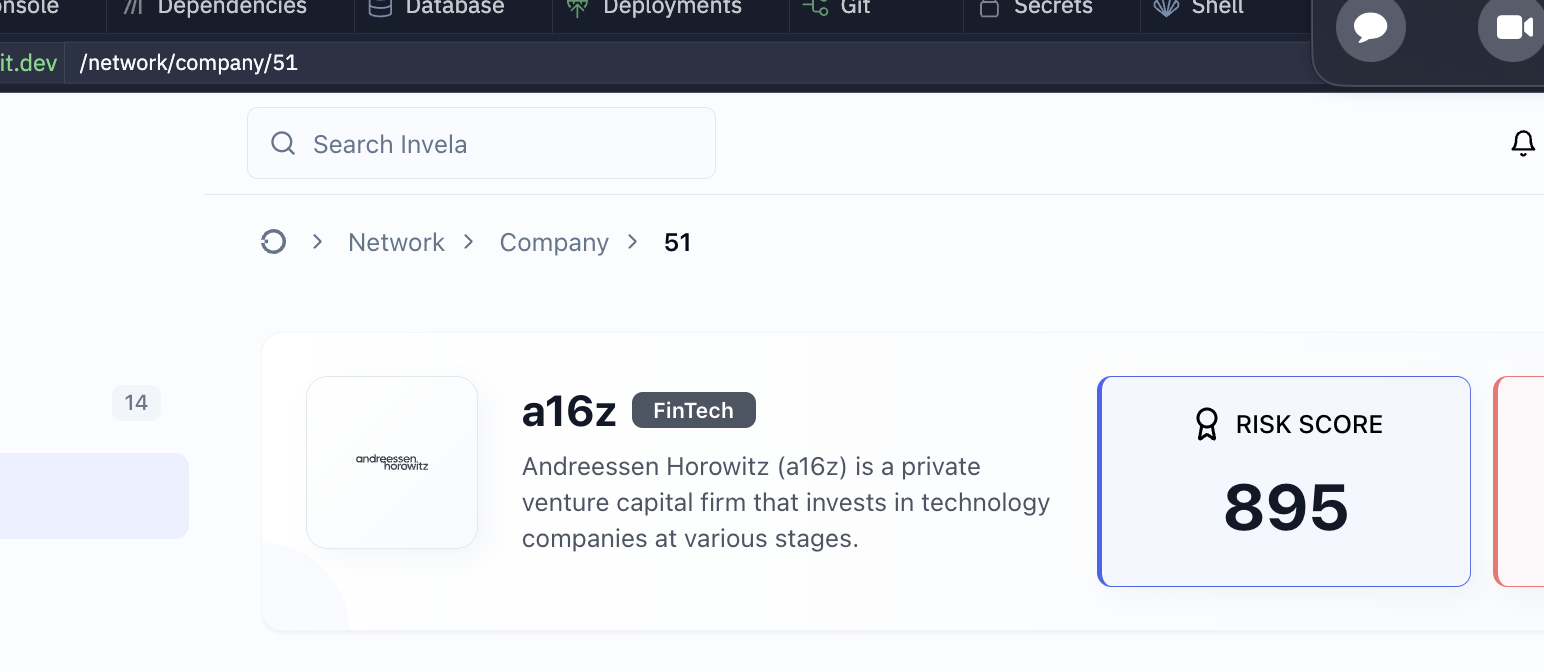 nsole
Dependencies
Database
Deployments
Git
Secrets
Shell
it.dev
/network/company/51
Search Invela
Network
Company
51
14
andreessen.
horowitz
a16z
FinTech
Andreessen Horowitz (a16z) is a private
venture capital firm that invests in technology
companies at various stages.
RISK SCORE
895